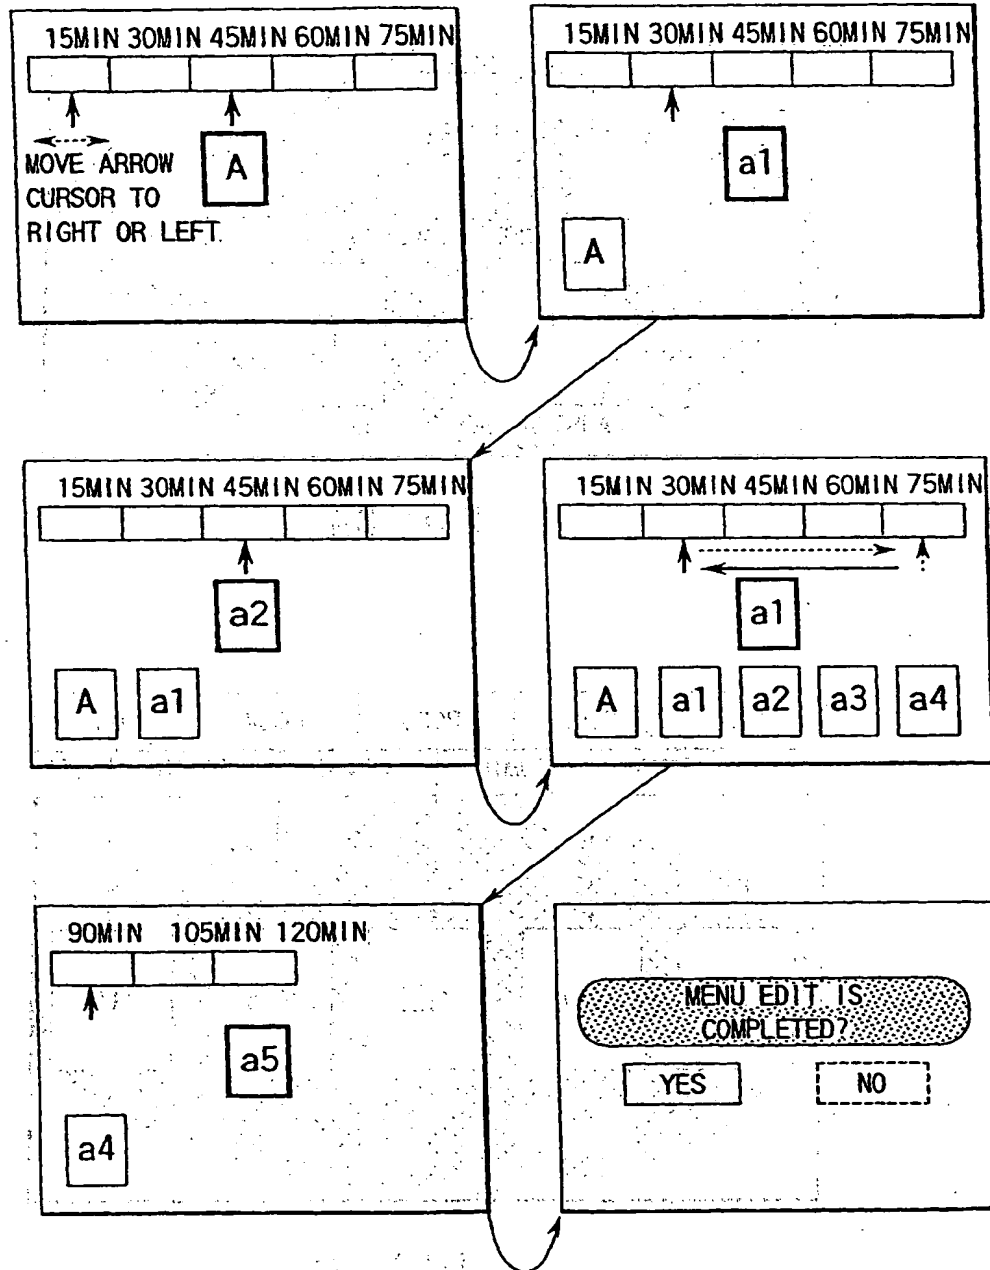 15MIN 30MIN 45MIN 60MIN 75MIN
A
MOVE ARROW
CURSOR TO
RIGHT OR LEFT
15MIN 30MIN 45MIN 60MIN 75MIN
a1
A
15MIN 30MIN 45MIN 60MIN 75MIN
a2
A a1
15MIN 30MIN 45MIN 60MIN 75MIN
a1
A a1 a2 a3 a4
90MIN 105MIN 120MIN
a5
a4
MENU EDIT IS
COMPLETED?
YES NO